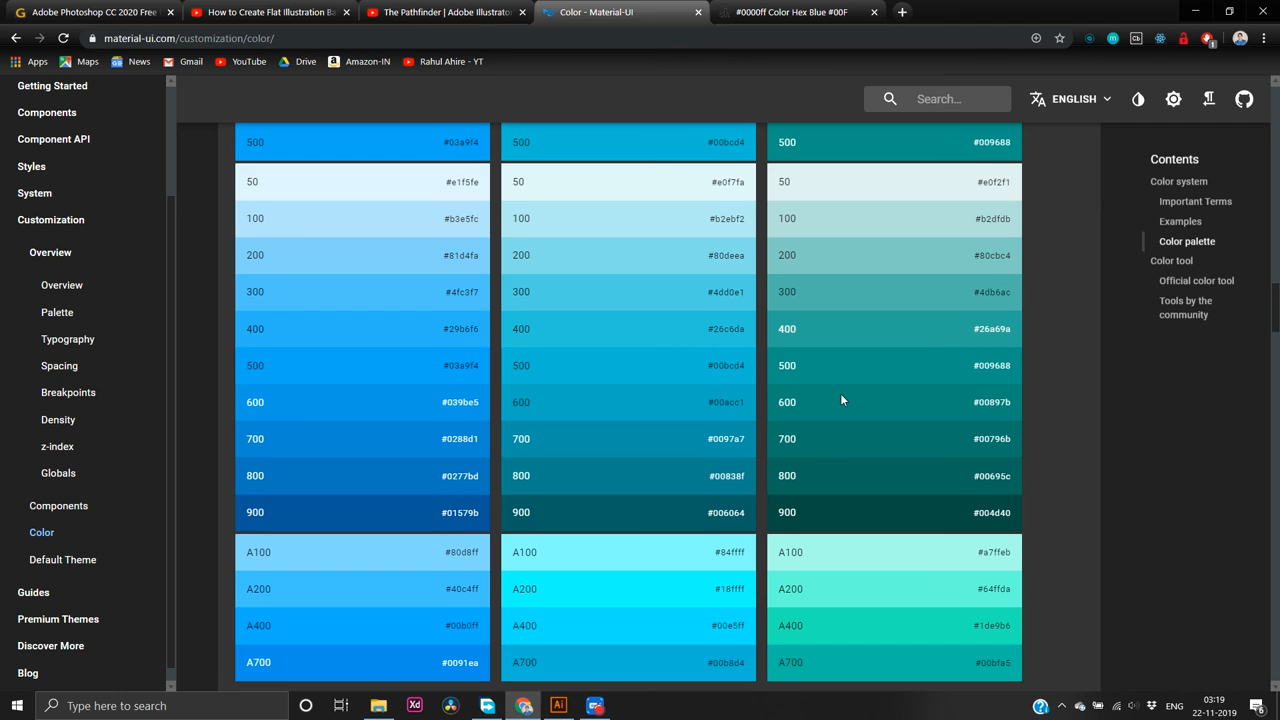 Adobe Photoshop CC 2020 Free
How to Create Flat Illustration Ba
The Pathfinder | Adobe Illustrator
Color - Material-UI
#0000ff Color Hex Blue #00F
material-ui.com/customization/color/
Apps
Maps
News
Gmail
YouTube
Drive
Amazon-IN
Rahul Ahire - YT
Getting Started
Components
Component API
Styles
System
Customization
Overview
Overview
Palette
Typography
Spacing
Breakpoints
Density
z-index
Globals
Components
Color
Default Theme
Guides
Premium Themes
Discover More
Blog
Search…
ENGLISH
500 #03a9f4
50 #e1f5fe
100 #b3e5fc
200 #81d4fa
300 #4fc3f7
400 #29b6f6
500 #03a9f4
600 #039be5
700 #0288d1
800 #0277bd
900 #01579b
A100 #80d8ff
A200 #40c4ff
A400 #00b0ff
A700 #0091ea
500 #00bcd4
50 #e0f7fa
100 #b2ebf2
200 #80deea
300 #4dd0e1
400 #26c6da
500 #00bcd4
600 #00acc1
700 #0097a7
800 #00838f
900 #006064
A100 #84ffff
A200 #18ffff
A400 #00e5ff
A700 #00b8d4
500 #009688
50 #e0f2f1
100 #b2dfdb
200 #80cbc4
300 #4db6ac
400 #26a69a
500 #009688
600 #00897b
700 #00796b
800 #00695c
900 #004d40
A100 #a7ffeb
A200 #64ffda
A400 #1de9b6
A700 #00bfa5
Contents
Color system
Important Terms
Examples
Color palette
Color tool
Official color tool
Tools by the
community
Type here to search
Xd
Ai
03:19
22-11-2019
6